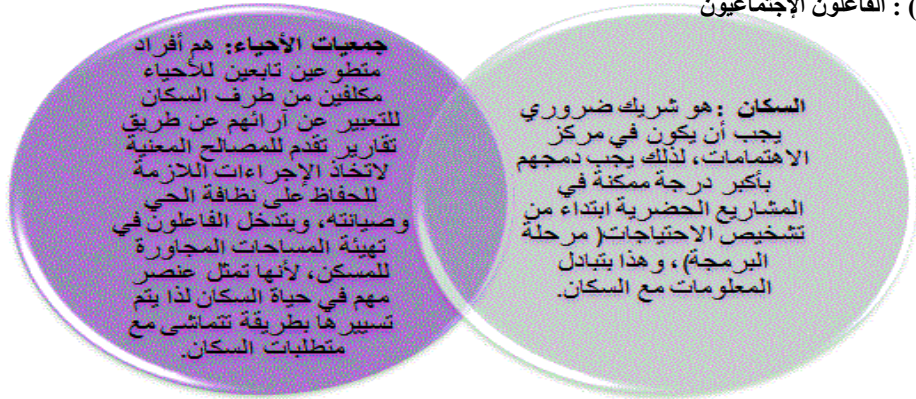 ) : الفاعلون الإجتماعيون
السكان :هو شريك ضروري
يجب أن يكون في مركز
الاهتمامات، لذلك يجب دمجهم
بأكبر درجة ممكنة في
المشاريع الحضرية ابتداء من
تشخيص الاحتياجات( مرحلة
البرمجة)، وهذا بتبادل
المعلومات مع السكان.
جمعيات الأحياء: هم أفراد
متطوعين تابعين للأحياء
مكلفين من طرف السكان
للتعبير عن آرائهم عن طريق
تقارير تقدم للمصالح المعنية
لاتخاذ الإجراءات اللازمة
للحفاظ على نظافة الحي
وصيانته، ويتدخل الفاعلون في
تهيئة المساحات المجاورة
للمسكن، لأنها تمثل عنصر
مهم في حياة السكان لذا يتم
تسييرها بطريقة تتماشى مع
متطلبات السكان.